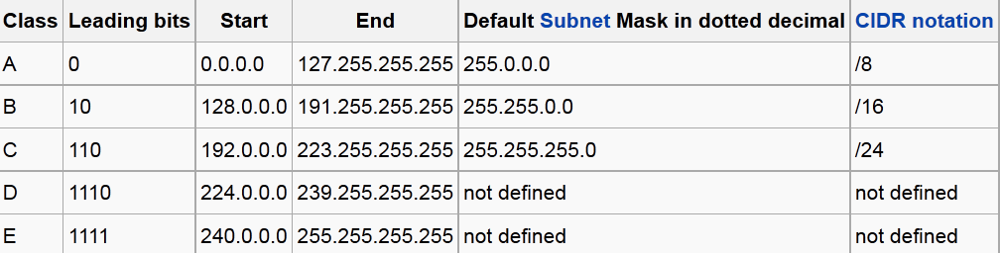 Class Leading bits Start End Default Subnet Mask in dotted decimal CIDR notation
A 0 0.0.0.0 127.255.255.255 255.0.0.0 /8
B 10 128.0.0.0 191.255.255.255 255.255.0.0 /16
C 110 192.0.0.0 223.255.255.255 255.255.255.0 /24
D 1110 224.0.0.0 239.255.255.255 not defined not defined
E 1111 240.0.0.0 255.255.255.255 not defined not defined